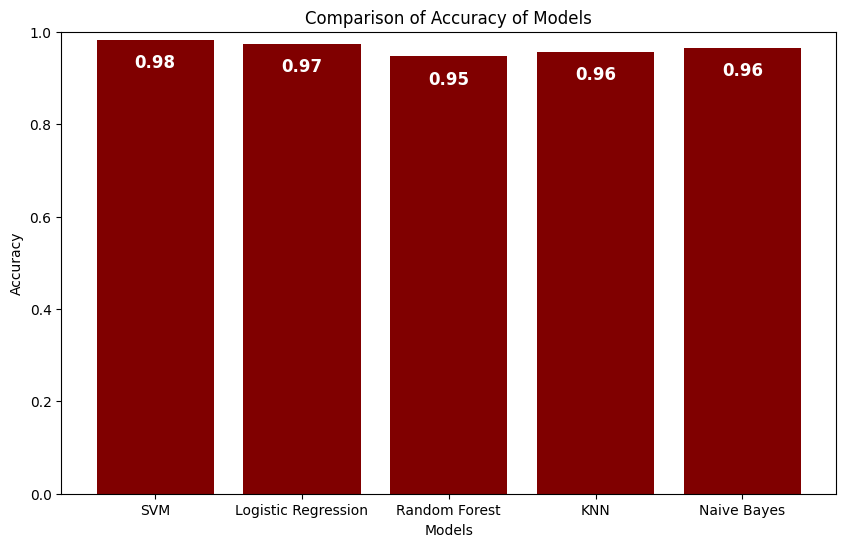 Comparison of Accuracy of Models
1.0
0.8
0.6
0.4
0.2
0.0
Accuracy
0.98
0.97
0.95
0.96
0.96
SVM
Logistic Regression
Random Forest
KNN
Naive Bayes
Models